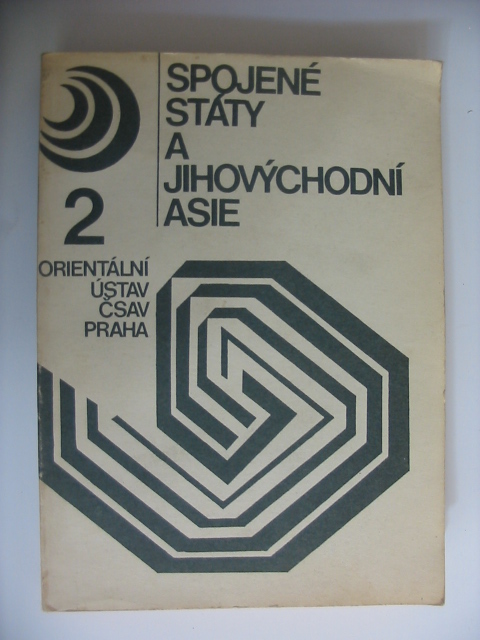 SPOJENÉ
STÁTY
A
JIHOVÝCHODNÍ
ASIE
2
ORIENTÁLNÍ
ÚSTAV
ČSAV
PRAHA